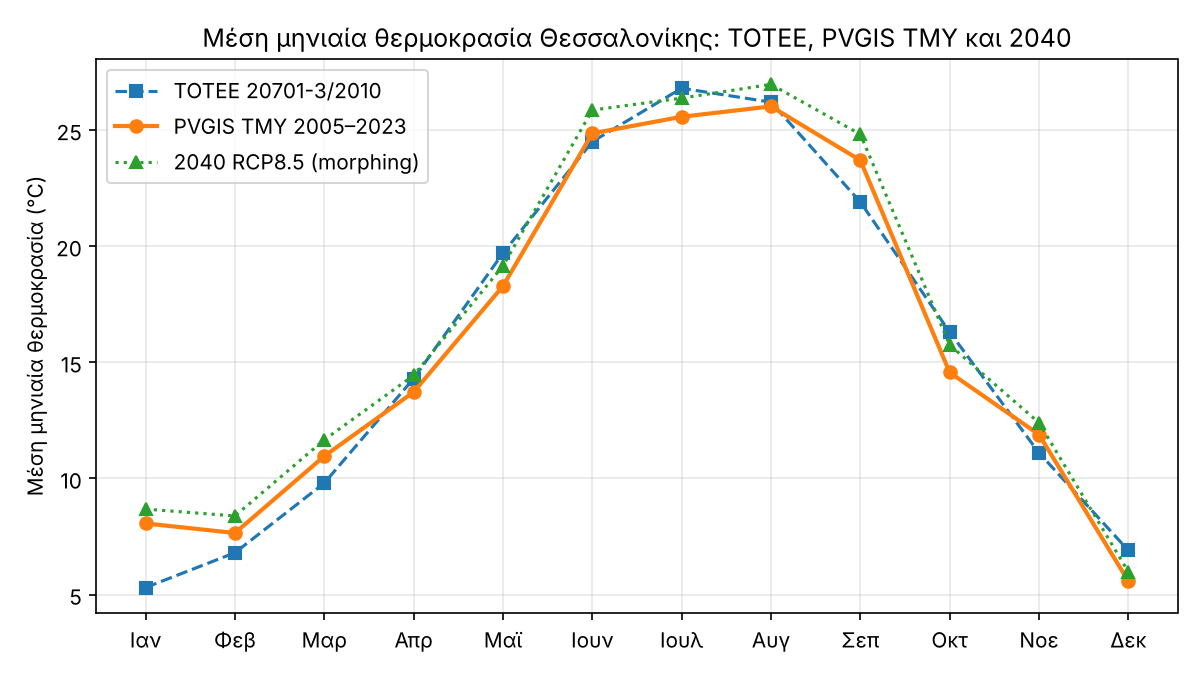 Μέση μηνιαία θερμοκρασία Θεσσαλονίκης: ΤΟΤΕΕ, PVGIS TMY και 2040
ΤΟΤΕΕ 20701-3/2010
PVGIS TMY 2005–2023
2040 RCP8.5 (morphing)
Μέση μηνιαία θερμοκρασία (°C)
25
20
15
10
5
Ιαν Φεβ Μαρ Απρ Μαϊ Ιουν Ιουλ Αυγ Σεπ Οκτ Νοε Δεκ